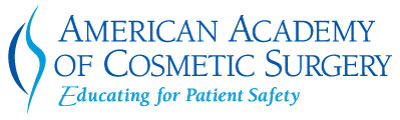 AMERICAN ACADEMY
OF COSMETIC SURGERY
Educating for Patient Safety